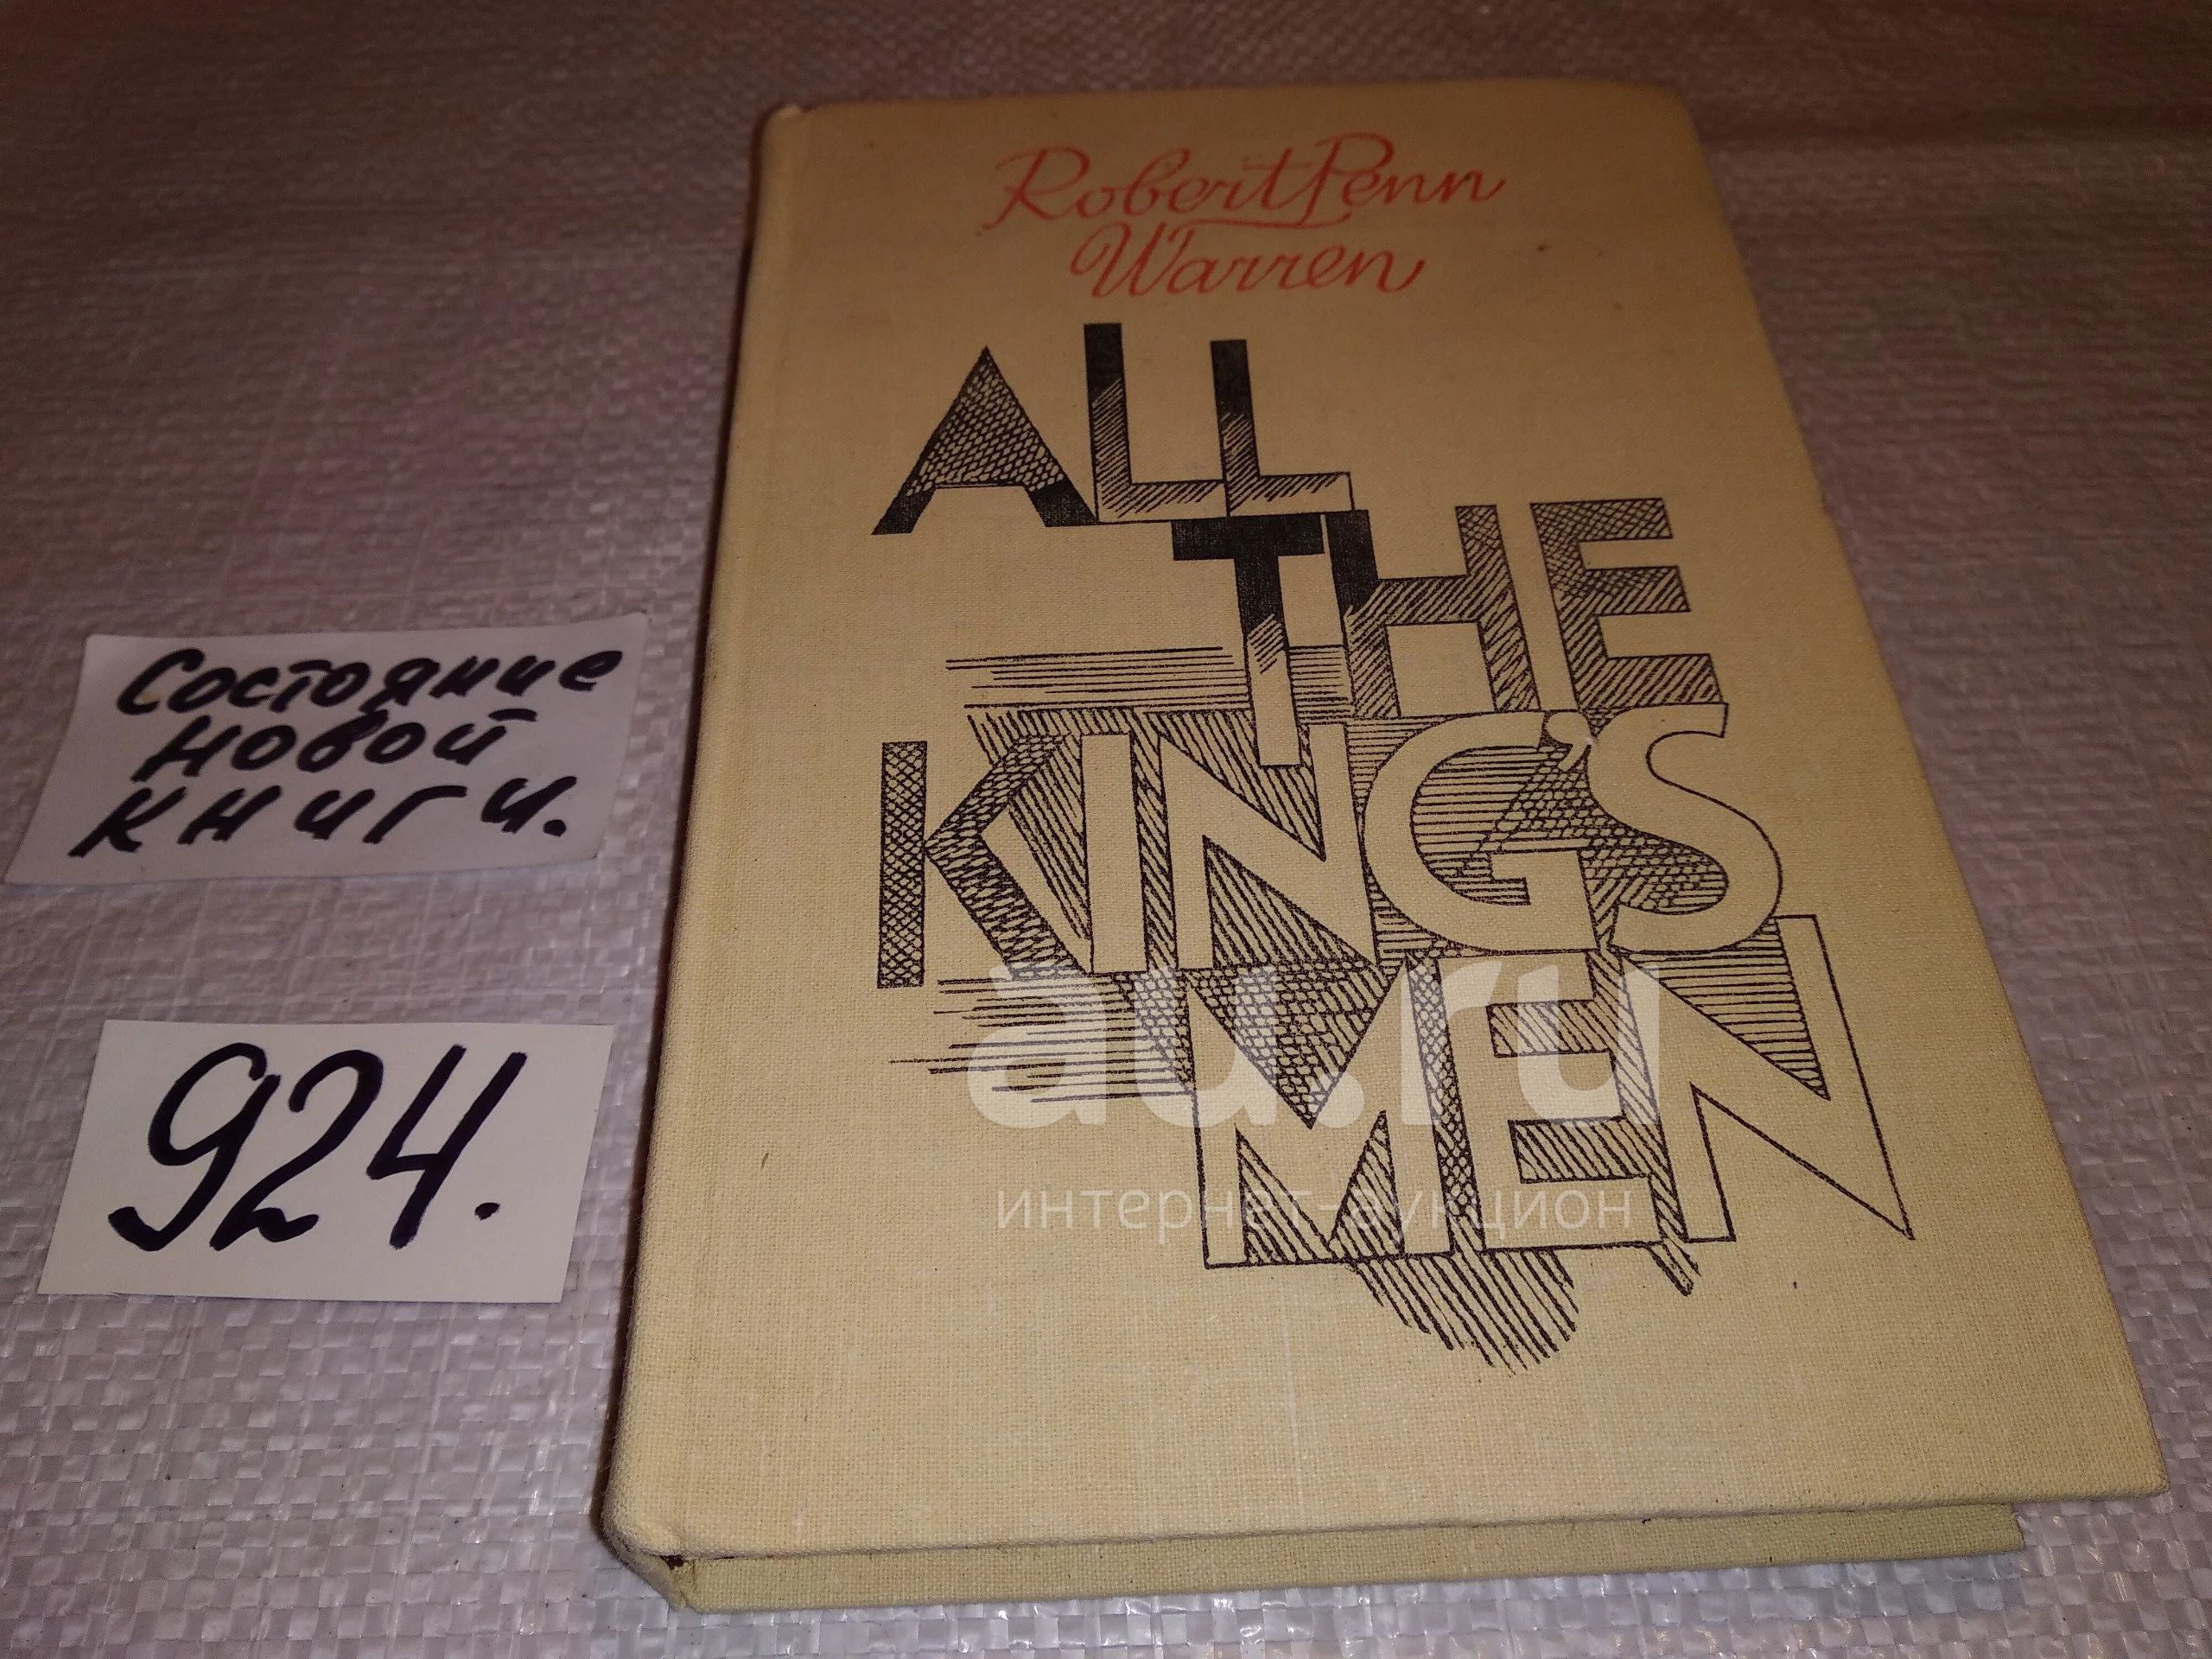 Robert Penn
Warren
ALL
THE
KING'S
MEN
Состояние
новой
книги.
924.
au.ru
интернет-аукцион